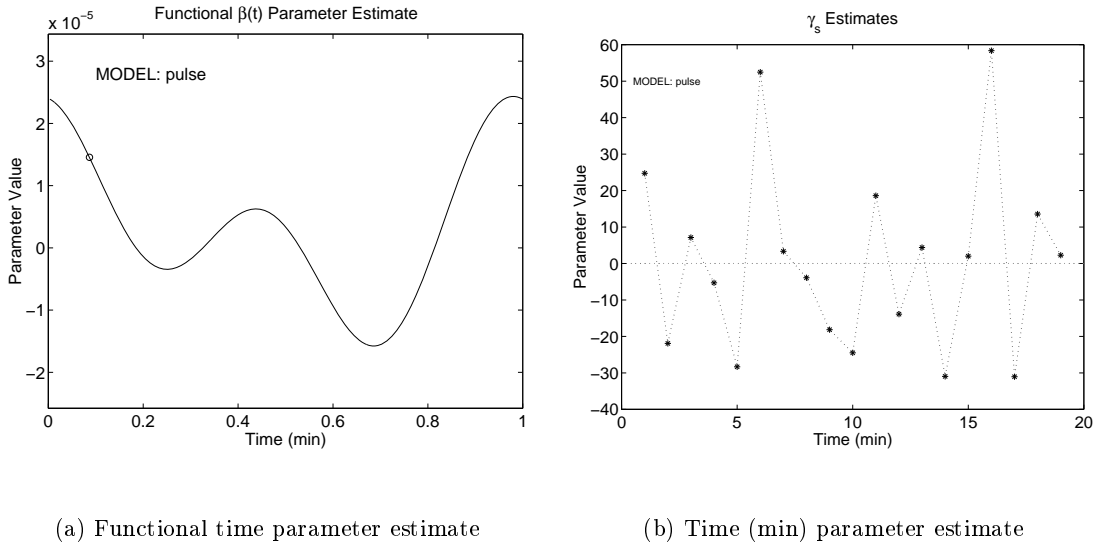 Functional β(t) Parameter Estimate
x 10⁻⁵
MODEL: pulse
3
2
1
0
−1
−2
Parameter Value
0
0.2
0.4
0.6
0.8
1
Time (min)
(a) Functional time parameter estimate
γₛ Estimates
MODEL: pulse
60
50
40
30
20
10
0
−10
−20
−30
−40
Parameter Value
0
5
10
15
20
Time (min)
(b) Time (min) parameter estimate